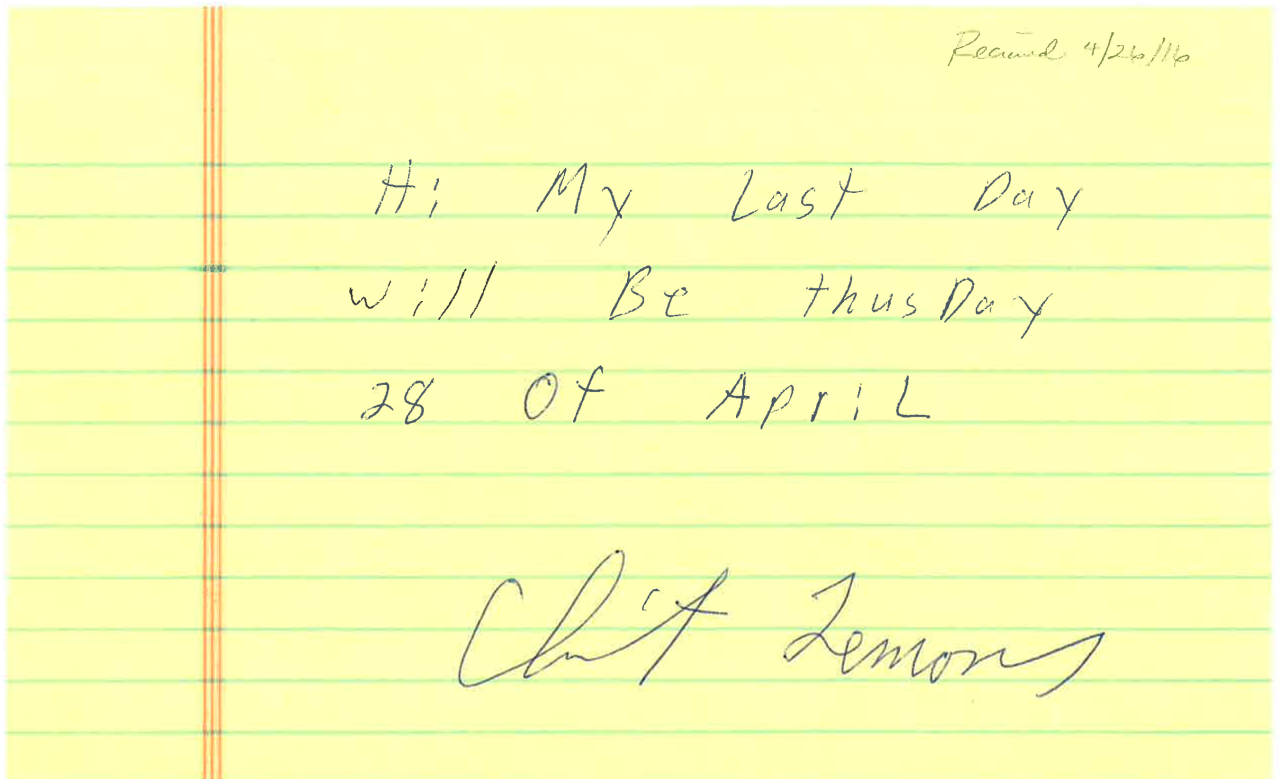 Received 4/26/16
Hi My Last Day
will Be thusDay
28 Of April
Clint Lemons